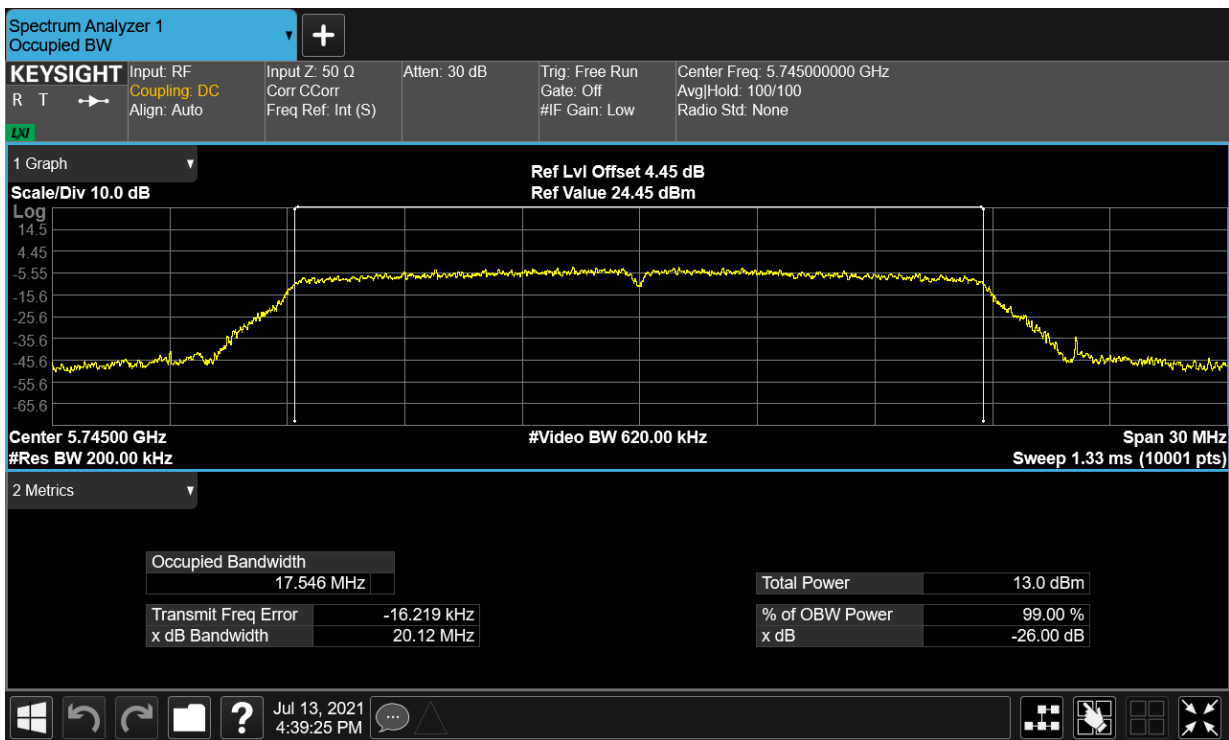 Spectrum Analyzer 1
Occupied BW
KEYSIGHT
R T
LXI
Input: RF
Coupling: DC
Align: Auto
Input Z: 50 Ω
Corr CCorr
Freq Ref: Int (S)
Atten: 30 dB
Trig: Free Run
Gate: Off
#IF Gain: Low
Center Freq: 5.745000000 GHz
Avg|Hold: 100/100
Radio Std: None
1 Graph
Scale/Div 10.0 dB
Ref Lvl Offset 4.45 dB
Ref Value 24.45 dBm
Log
14.5
4.45
-5.55
-15.6
-25.6
-35.6
-45.6
-55.6
-65.6
Center 5.74500 GHz
#Res BW 200.00 kHz
#Video BW 620.00 kHz
Span 30 MHz
Sweep 1.33 ms (10001 pts)
2 Metrics
Occupied Bandwidth
17.546 MHz
Transmit Freq Error -16.219 kHz
x dB Bandwidth 20.12 MHz
Total Power 13.0 dBm
% of OBW Power 99.00 %
x dB -26.00 dB
?
Jul 13, 2021
4:39:25 PM